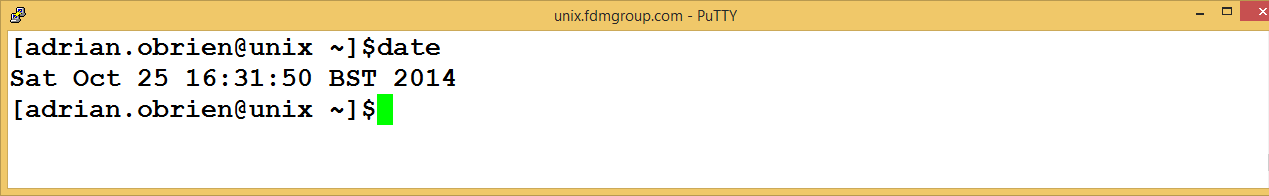 unix.fdmgroup.com - PuTTY
[adrian.obrien@unix ~]$date
Sat Oct 25 16:31:50 BST 2014
[adrian.obrien@unix ~]$